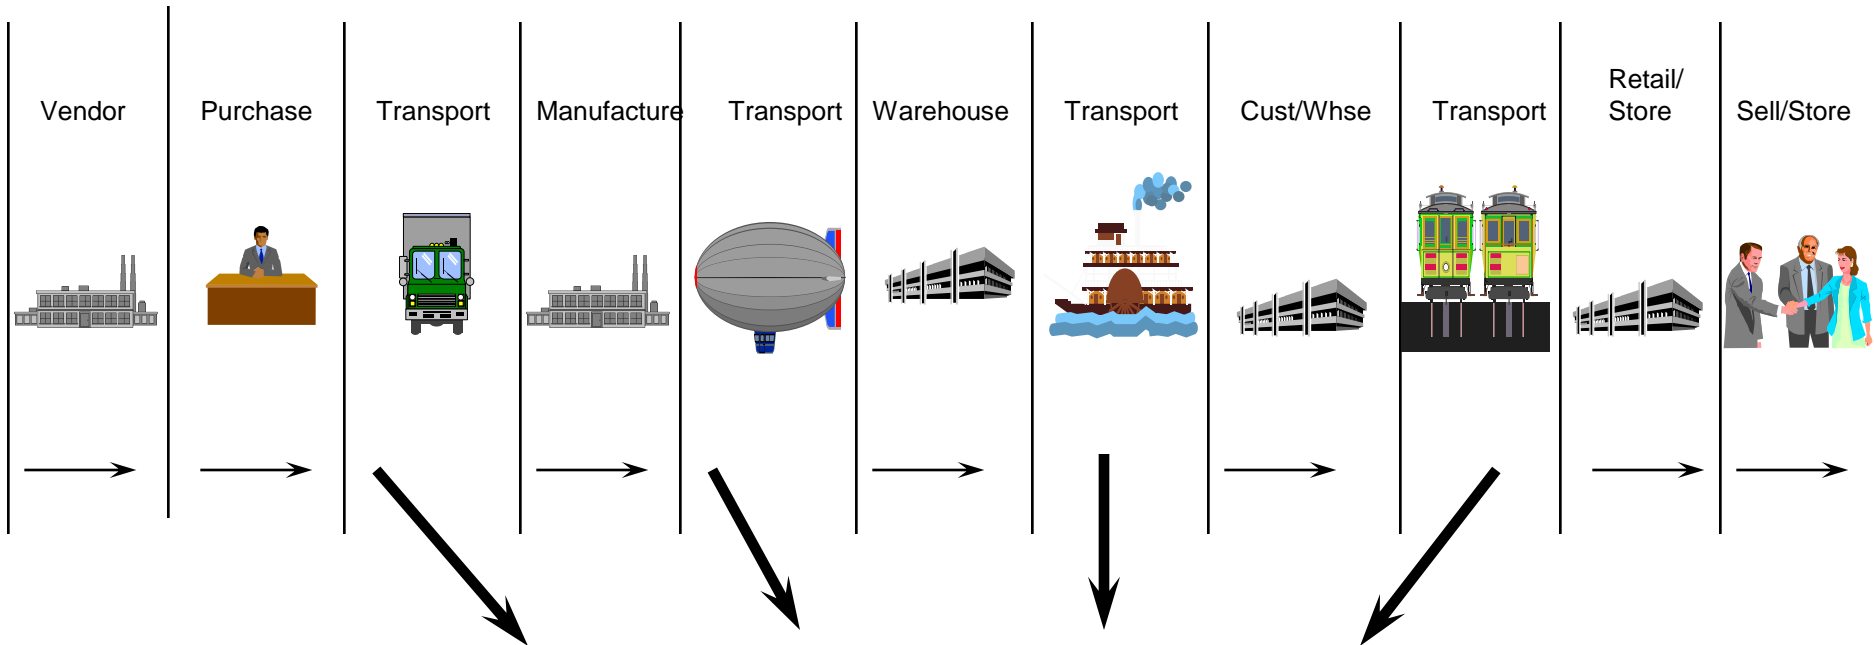 Vendor
Purchase
Transport
Manufacture
Transport
Warehouse
Transport
Cust/Whse
Transport
Retail/
Store
Sell/Store